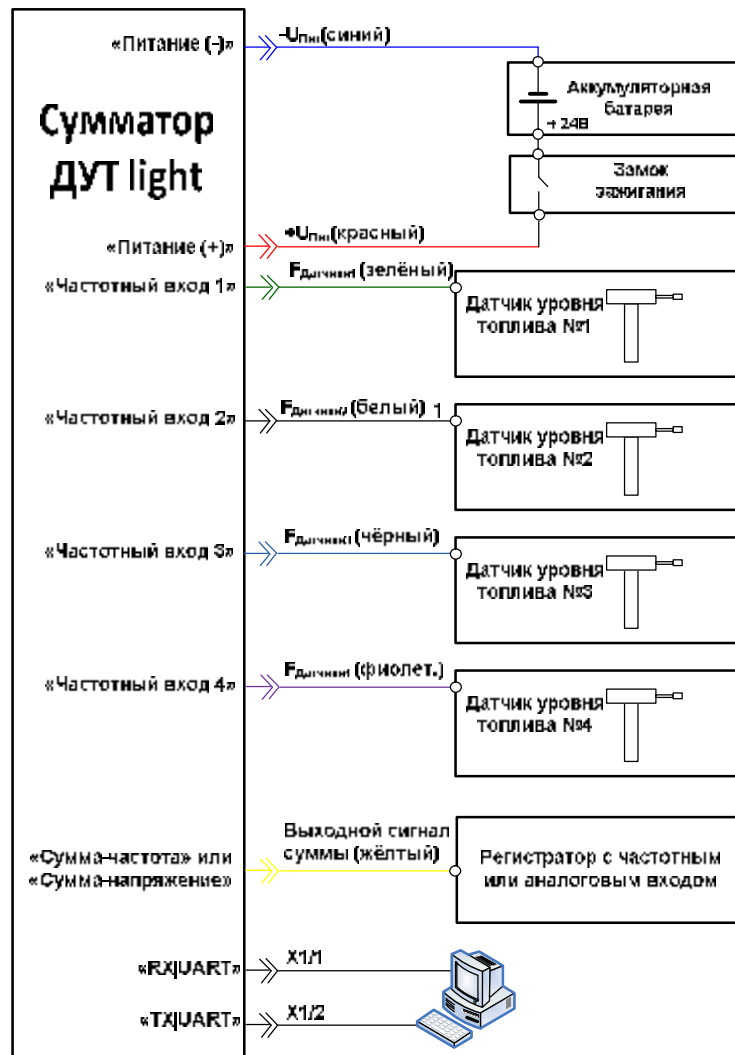 «Питание (-)»
-Uпит(синий)
Аккумуляторная
батарея
+24В
Сумматор
ДУТ light
Замок
зажигания
«Питание (+)»
+Uпит(красный)
«Частотный вход 1»
FДатчика1 (зелёный)
Датчик уровня
топлива №1
«Частотный вход 2»
FДатчика2 (белый) 1
Датчик уровня
топлива №2
«Частотный вход 3»
(чёрный)
Датчик уровня
топлива №3
«Частотный вход 4»
(фиолет.)
Датчик уровня
топлива №4
«Сумма-частота» или
«Сумма-напряжение»
Выходной сигнал
суммы (жёлтый)
Регистратор с частотным
или аналоговым входом
«RX|UART»
X1/1
«TX|UART»
X1/2